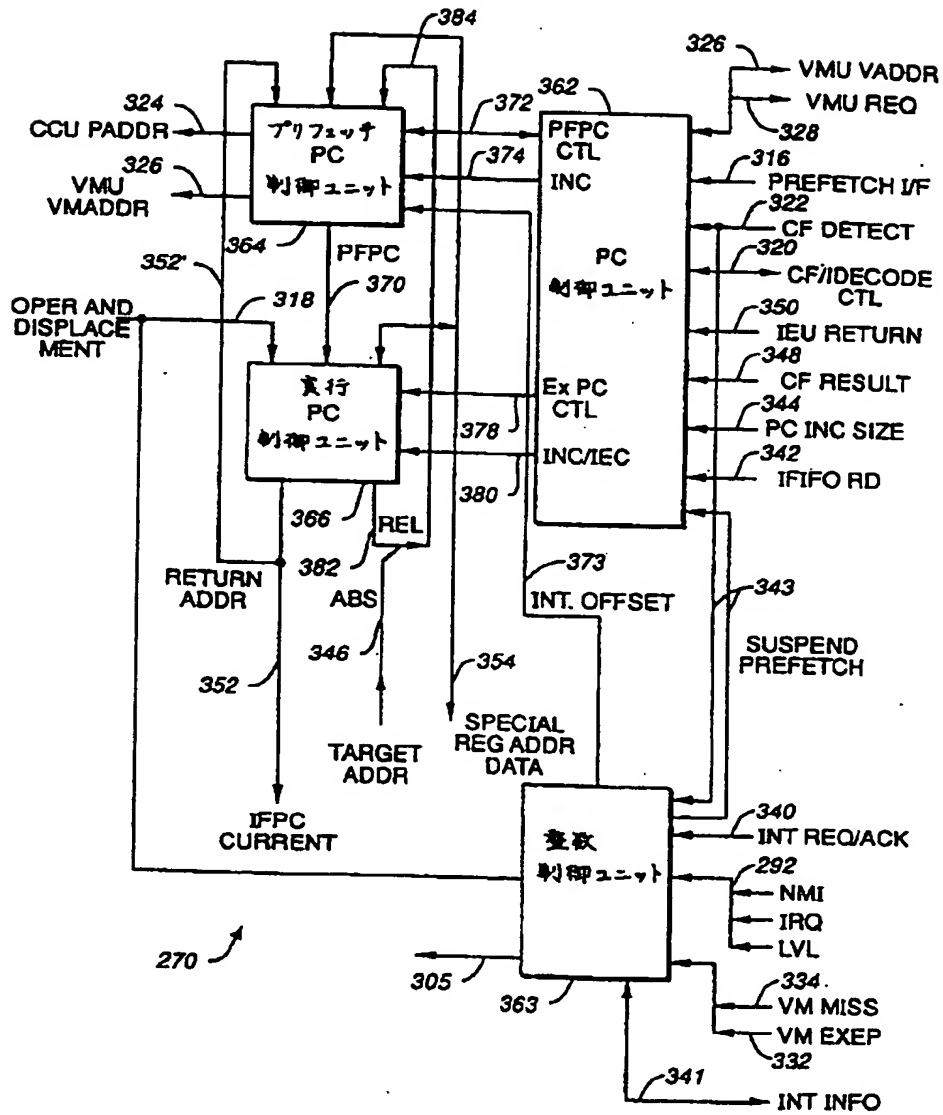 384
326
VMU VADDR
VMU REQ
328
324
CCU PADDR
326
VMU
VMADDR
プリフェッチ
PC
制御ユニット
364
372
374
362
PFPC
CTL
INC
PC
制御ユニット
316
PREFETCH I/F
322
CF DETECT
320
CF/IDECODE
CTL
350
IEU RETURN
348
CF RESULT
344
PC INC SIZE
342
IFIFO RD
352'
PFPC
318
370
OPER AND
DISPLACE
MENT
実行
PC
制御ユニット
366
Ex PC
CTL
378
INC/IEC
380
REL
382
RETURN
ADDR
ABS
373
INT. OFFSET
343
SUSPEND
PREFETCH
346
352
354
TARGET
ADDR
SPECIAL
REG ADDR
DATA
IFPC
CURRENT
整数
制御ユニット
363
340
INT REQ/ACK
292
NMI
IRQ
LVL
270
305
334
VM MISS
VM EXEP
332
341
INT INFO